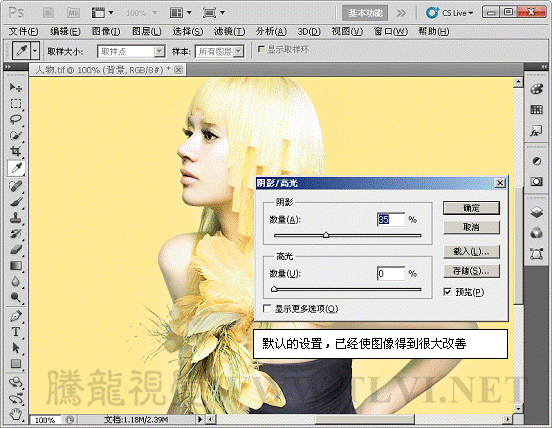 Ps Br Mb 100% 基本功能 >> CS Live
文件(F) 编辑(E) 图像(I) 图层(L) 选择(S) 滤镜(T) 分析(A) 3D(D) 视图(V) 窗口(W) 帮助(H)
取样大小: 取样点 样本: 所有图层 显示取样环
人物.tif @ 100% (背景, RGB/8#) *
阴影/高光
阴影
数量(A): 35 %
高光
数量(U): 0 %
显示更多选项(O)
确定
取消
载入(L)...
存储(S)...
预览(P)
默认的设置，已经使图像得到很大改善
騰龍視 WWW.TLVI.NET
100% 文档:1.18M/2.39M